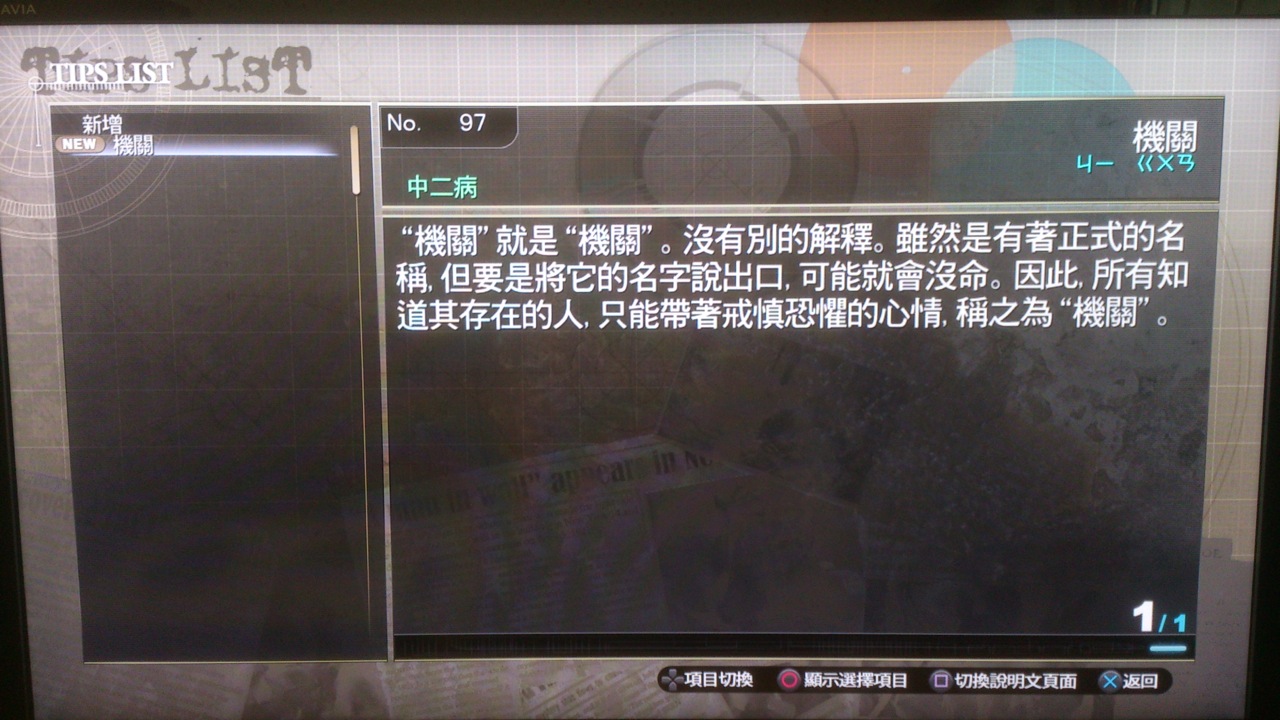 AVIA
TIPS LIST
TIPS LIST
新增
NEW 機關
No. 97
機關
ㄐㄧ ㄍㄨㄢ
中二病
“機關”就是“機關”。沒有別的解釋。雖然是有著正式的名
稱, 但要是將它的名字說出口, 可能就會沒命。因此, 所有知
道其存在的人, 只能帶著戒慎恐懼的心情, 稱之為“機關”。
" appears in
1/1
項目切換 顯示選擇項目 切換說明文頁面 返回